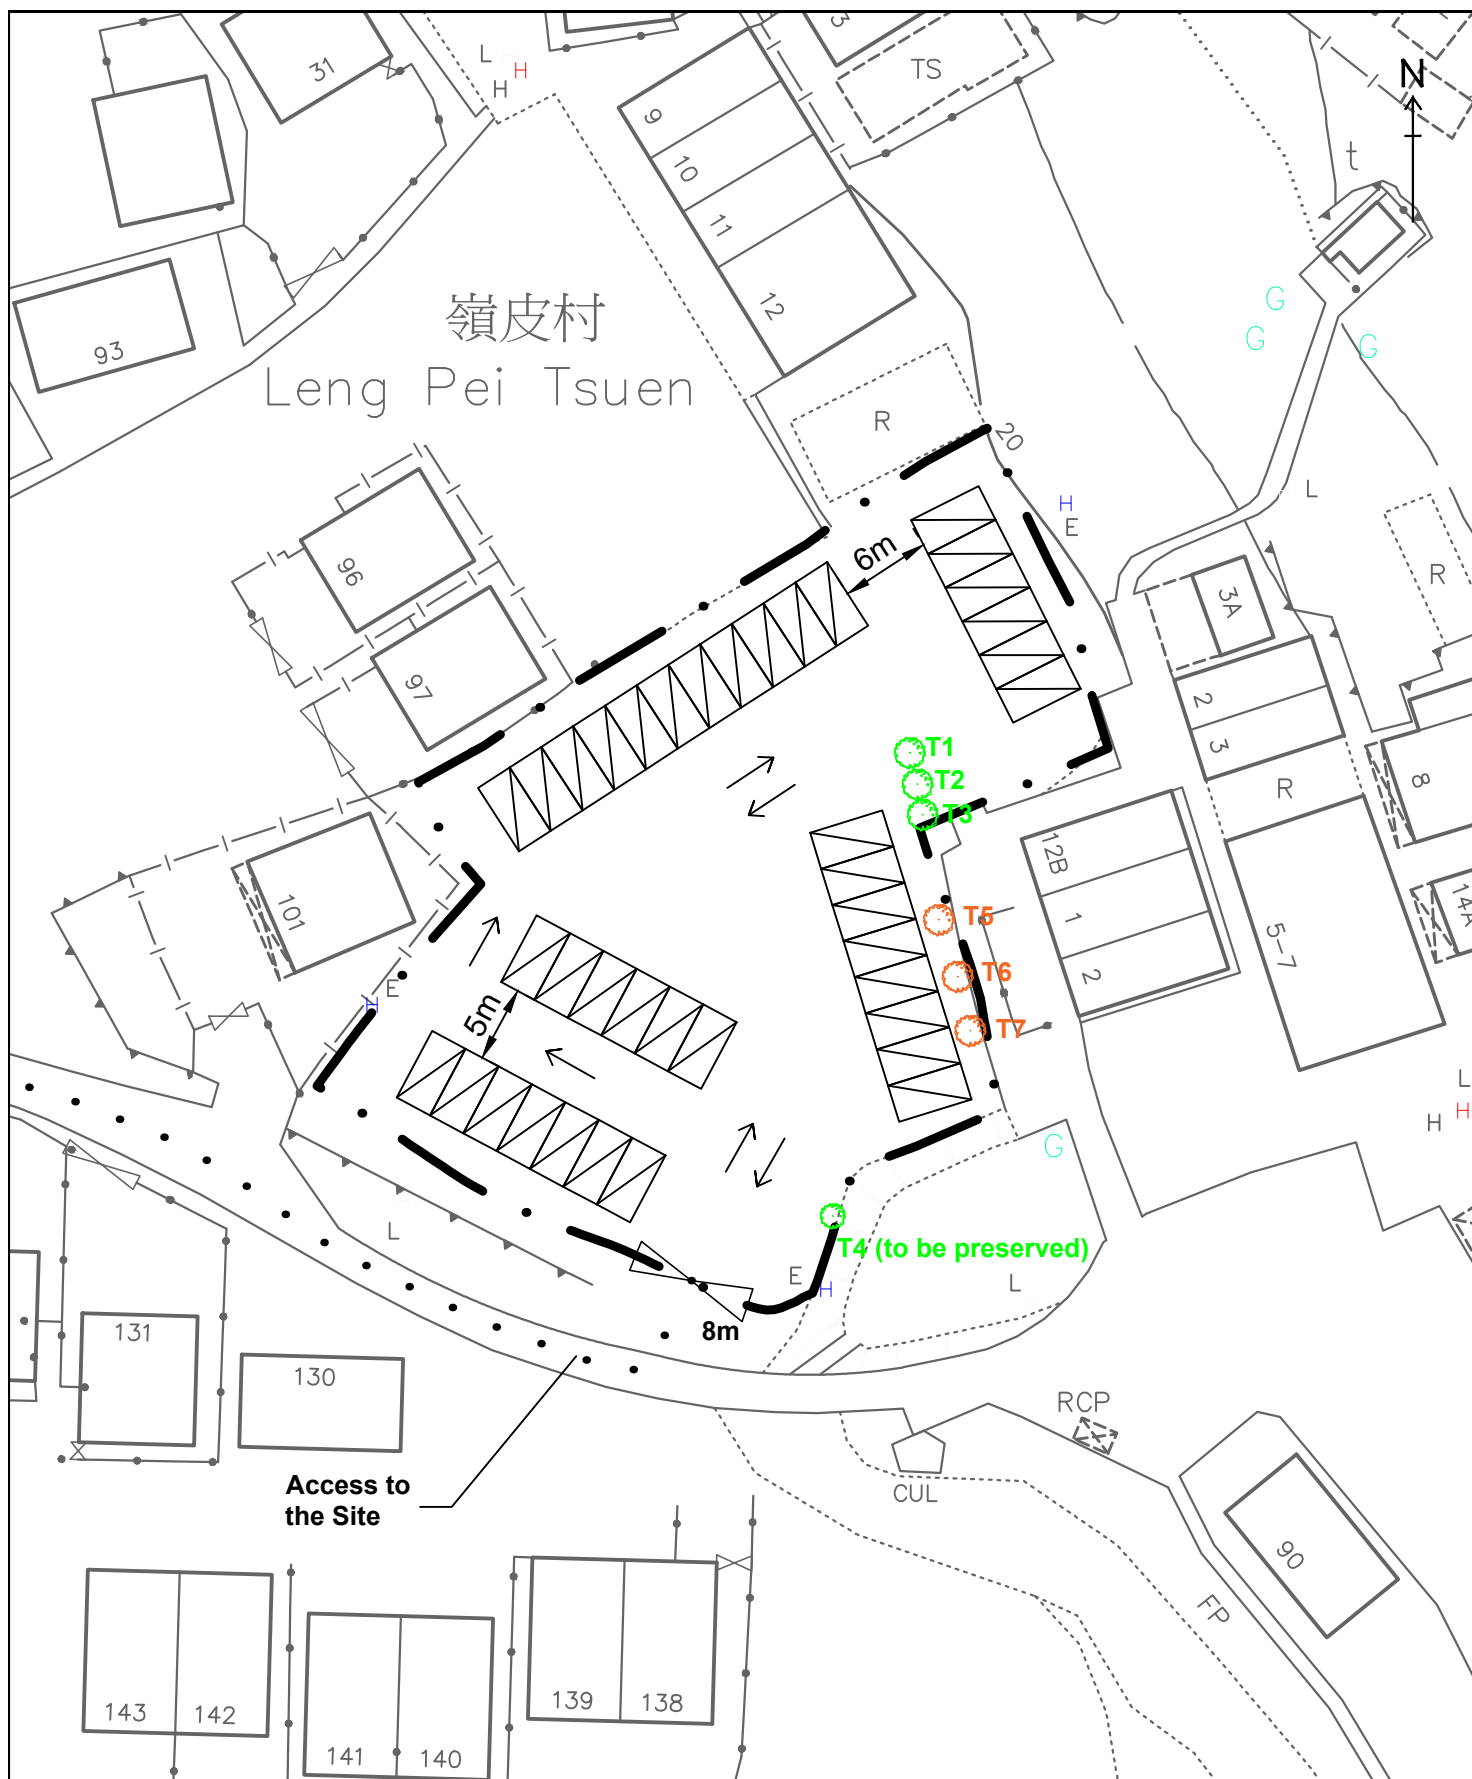 31
L
H
H
3
TS
N
9
10
11
12
t
93
嶺皮村
Leng Pei Tsuen
G
G
G
R
20
H
E
L
6m
96
97
3A
R
2
3
T1
T2
T3
R
8
101
12B
1
2
5-7
14A
T5
T6
T7
E
H
5m
L
H
H
G
L
T4 (to be preserved)
E
H
L
8m
131
130
RCP
Access to
the Site
CUL
90
FP
143
142
139
138
141
140